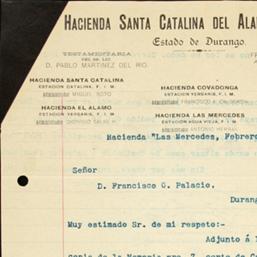 HACIENDA SANTA CATALINA DEL ALA
Estado de Durango.
TESTAMENTARIA
DEL SR. LIC.
D. PABLO MARTINEZ DEL RIO.
HACIENDA SANTA CATALINA
ESTACION CATALINA, F. I. M.
HACIENDA COVADONGA
ESTACION YERBANIS, F. I. M.
HACIENDA EL ALAMO
ESTACION YERBANIS, F. I. M.
HACIENDA LAS MERCEDES
Hacienda "Las Mercedes, Febrer
Señor
D. Francisco G. Palacio.
Duran
Muy estimado Sr. de mi respeto:-
Adjunto á